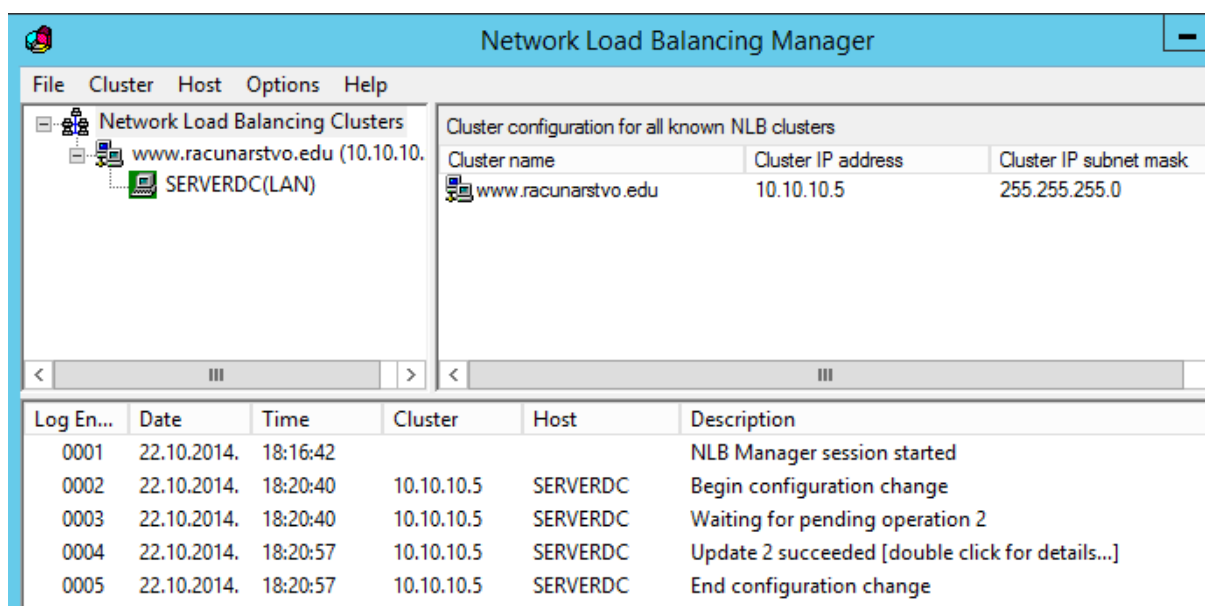 Network Load Balancing Manager
File Cluster Host Options Help
Network Load Balancing Clusters
www.racunarstvo.edu (10.10.10.
SERVERDC(LAN)
Cluster configuration for all known NLB clusters
Cluster name Cluster IP address Cluster IP subnet mask
www.racunarstvo.edu 10.10.10.5 255.255.255.0
Log En... Date Time Cluster Host Description
0001 22.10.2014. 18:16:42 NLB Manager session started
0002 22.10.2014. 18:20:40 10.10.10.5 SERVERDC Begin configuration change
0003 22.10.2014. 18:20:40 10.10.10.5 SERVERDC Waiting for pending operation 2
0004 22.10.2014. 18:20:57 10.10.10.5 SERVERDC Update 2 succeeded [double click for details...]
0005 22.10.2014. 18:20:57 10.10.10.5 SERVERDC End configuration change